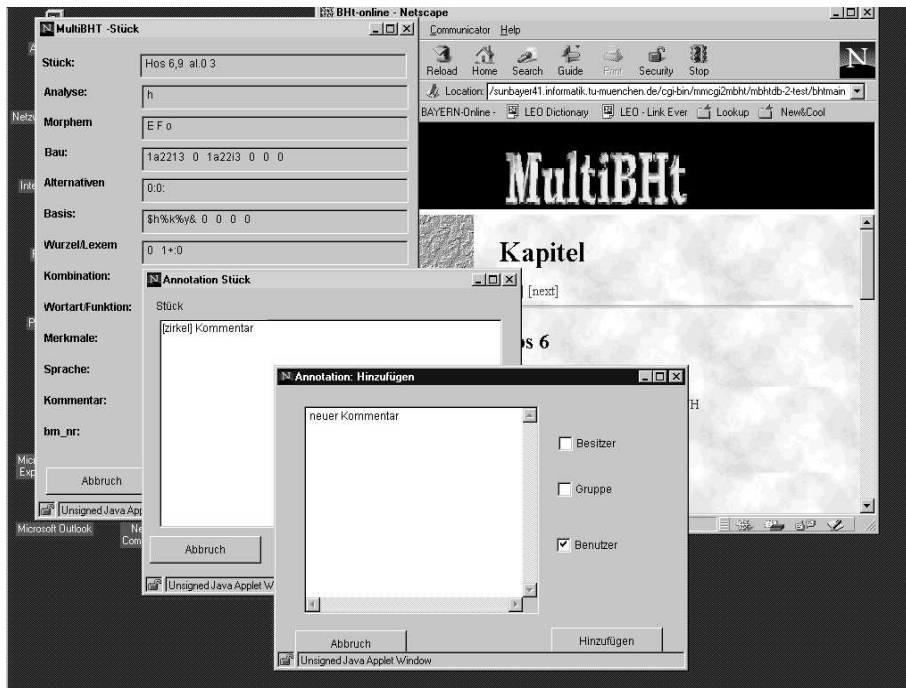 BHt-online - Netscape
MultiBHT -Stück
Communicator Help
Reload Home Search Guide Print Security Stop
N
Location: /sunbayer41.informatik.tu-muenchen.de/cgi-bin/mmcgi2mbht/mbhtdb-2-test/bhtmain
BAYERN-Online - LEO Dictionary LEO - Link Ever Lookup New&Cool
MultiBHt
Kapitel
[next]
6
Stück: Hos 6,9 al.0 3
Analyse: h
Morphem E F o
Bau: 1a2213 0 1a22i3 0 0 0
Alternativen 0:0:
Basis: $h%k%y& 0 0 0 0
Wurzel/Lexem 0 1+:0
Kombination:
Wortart/Funktion:
Merkmale:
Sprache:
Kommentar:
bm_nr:
Abbruch
Unsigned Java App
Microsoft Outlook
Annotation Stück
Stück
[zirkel] Kommentar
Abbruch
Unsigned Java Applet W
Annotation: Hinzufügen
neuer Kommentar
Besitzer
Gruppe
Benutzer
Abbruch Hinzufügen
Unsigned Java Applet Window